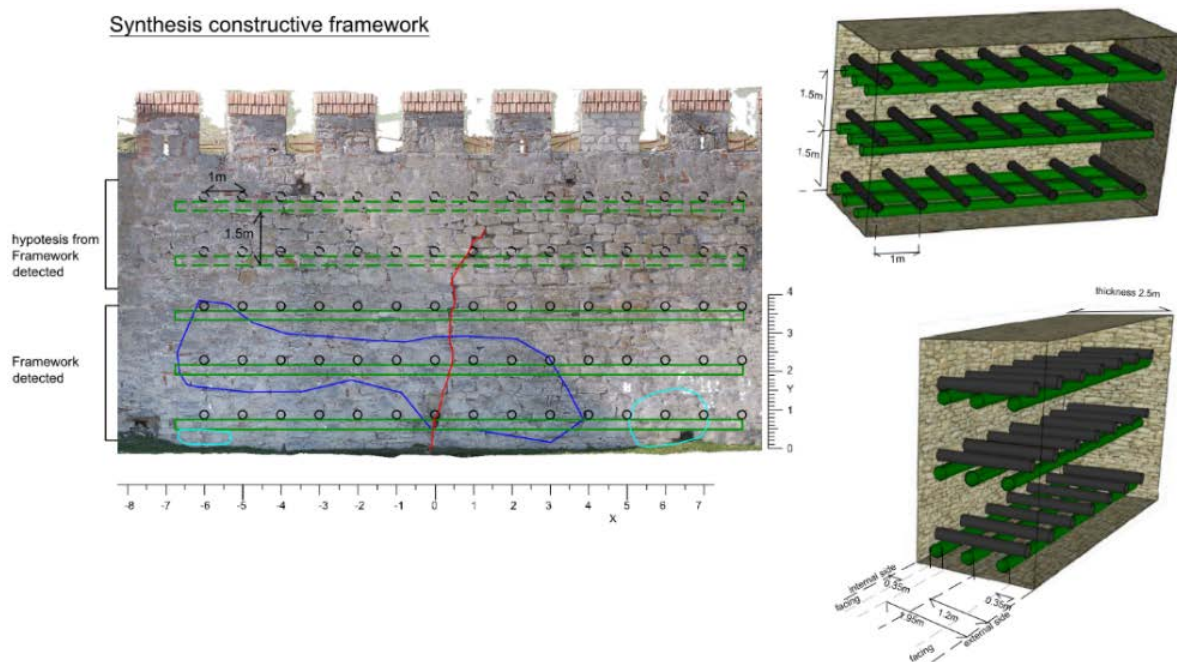 Synthesis constructive framework
1m
1.5m
hypotesis from
Framework
detected
Framework
detected
4
3
2
Y
1
0
-8 -7 -6 -5 -4 -3 -2 -1 0 1 2 3 4 5 6 7
X
1.5m
1.5m
1m
thickness 2.5m
internal side
facing
0.35m
1.95m
1.2m
0.35m
external side
facing